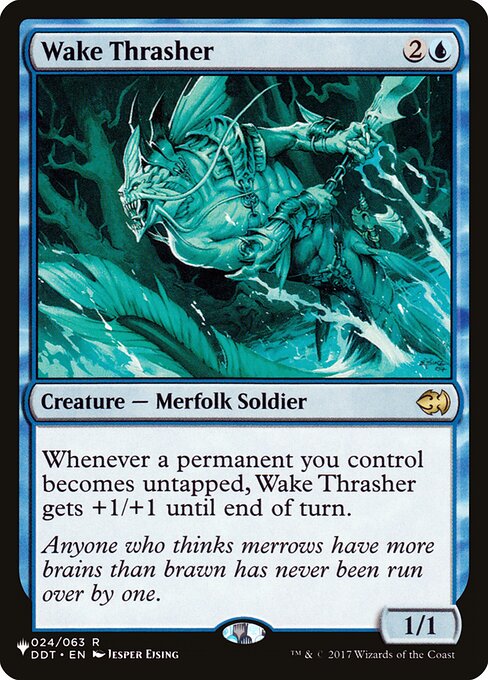 Wake Thrasher 2
Creature — Merfolk Soldier
Whenever a permanent you control
becomes untapped, Wake Thrasher
gets +1/+1 until end of turn.
Anyone who thinks merrows have more
brains than brawn has never been run
over by one.
1/1
024/063 R
DDT • EN Jesper Ejsing
™ & © 2017 Wizards of the Coast